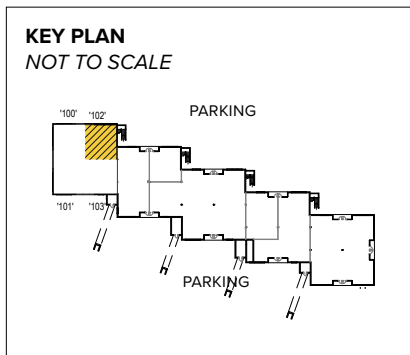 KEY PLAN
NOT TO SCALE
PARKING
'100' '102'
'101' '103'
PARKING